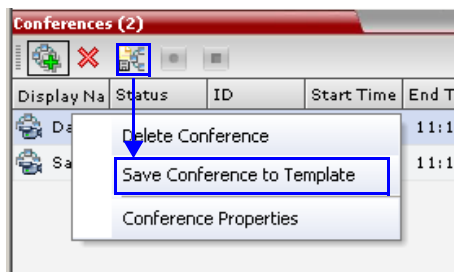 Conferences (2)
Display Na Status ID Start Time End T
Da 11:1
Delete Conference
Sa Save Conference to Template 11:1
Conference Properties